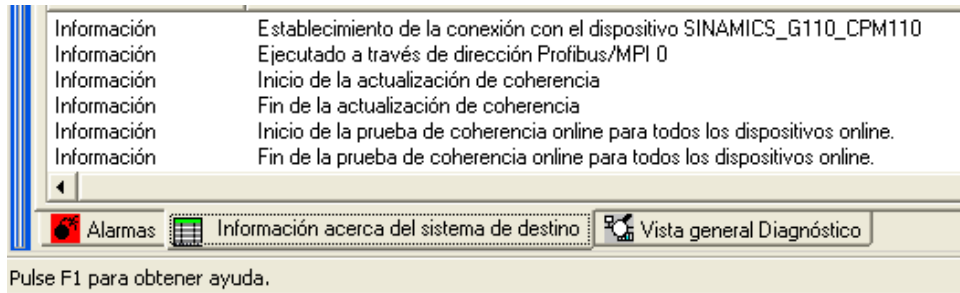 Información Establecimiento de la conexión con el dispositivo SINAMICS_G110_CPM110
Información Ejecutado a través de dirección Profibus/MPI 0
Información Inicio de la actualización de coherencia
Información Fin de la actualización de coherencia
Información Inicio de la prueba de coherencia online para todos los dispositivos online.
Información Fin de la prueba de coherencia online para todos los dispositivos online.
Alarmas Información acerca del sistema de destino Vista general Diagnóstico
Pulse F1 para obtener ayuda.